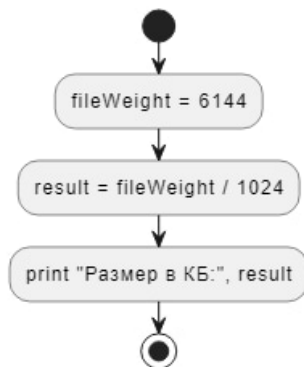 fileWeight = 6144
result = fileWeight / 1024
print "Размер в КБ:", result